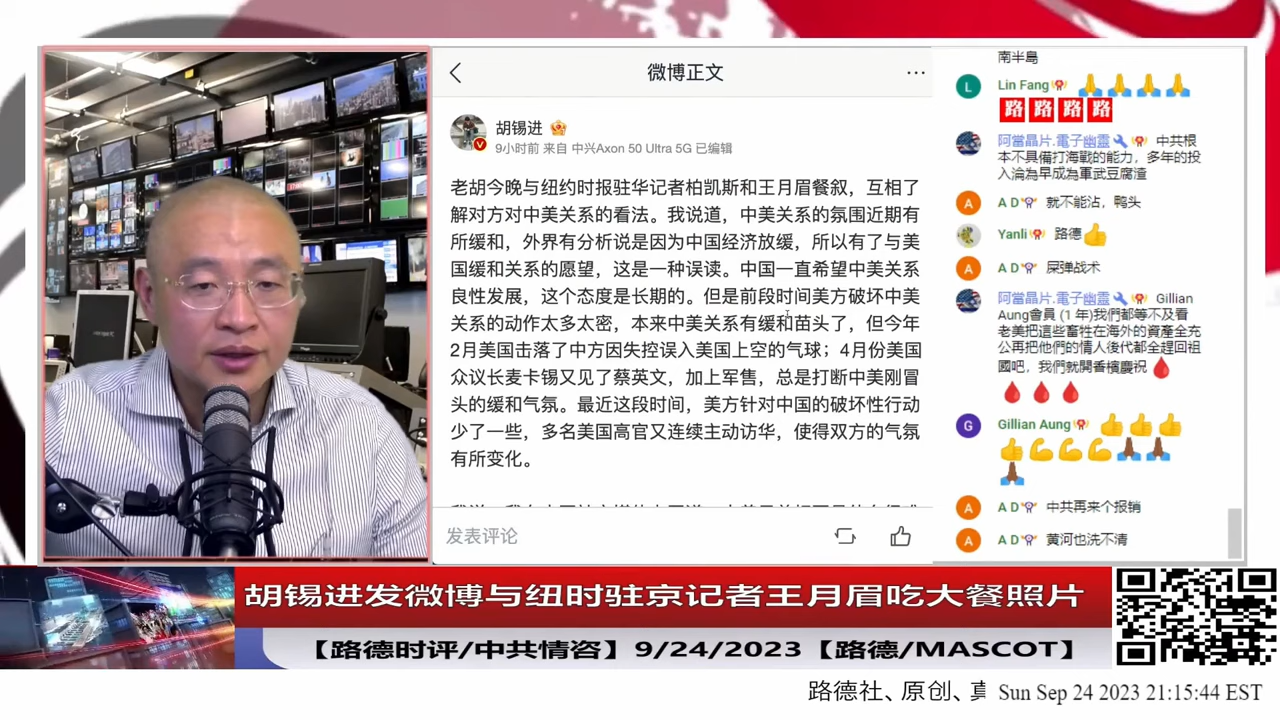 微博正文
胡锡进
9小时前 来自 中兴Axon 50 Ultra 5G 已编辑
老胡今晚与纽约时报驻华记者柏凯斯和王月眉餐叙，互相了
解对方对中美关系的看法。我说道，中美关系的氛围近期有
所缓和，外界有分析说是因为中国经济放缓，所以有了与美
国缓和关系的愿望，这是一种误读。中国一直希望中美关系
良性发展，这个态度是长期的。但是前段时间美方破坏中美
关系的动作太多太密，本来中美关系有缓和苗头了，但今年
2月美国击落了中方因失控误入美国上空的气球；4月份美国
众议长麦卡锡又见了蔡英文，加上军售，总是打断中美刚冒
头的缓和气氛。最近这段时间，美方针对中国的破坏性行动
少了一些，多名美国高官又连续主动访华，使得双方的气氛
有所变化。
发表评论
南半島
Lin Fang
路路路路
阿當晶片.電子幽靈 中共根
本不具備打海戰的能力，多年的投
入淪為早成為軍武豆腐渣
A D 就不能沾，鸭头
Yanli 路德
A D 屎弹战术
阿當晶片.電子幽靈 Gillian
Aung會員 (1 年)我們都等不及看
老美把這些畜牲在海外的資產全充
公再把他們的情人後代都全趕回祖
國吧，我們就開香檳慶祝
Gillian Aung
A D 中共再来个报销
A D 黄河也洗不清
胡锡进发微博与纽时驻京记者王月眉吃大餐照片
【路德时评/中共情咨】9/24/2023【路德/MASCOT】
路德社、原创、真
Sun Sep 24 2023 21:15:44 EST